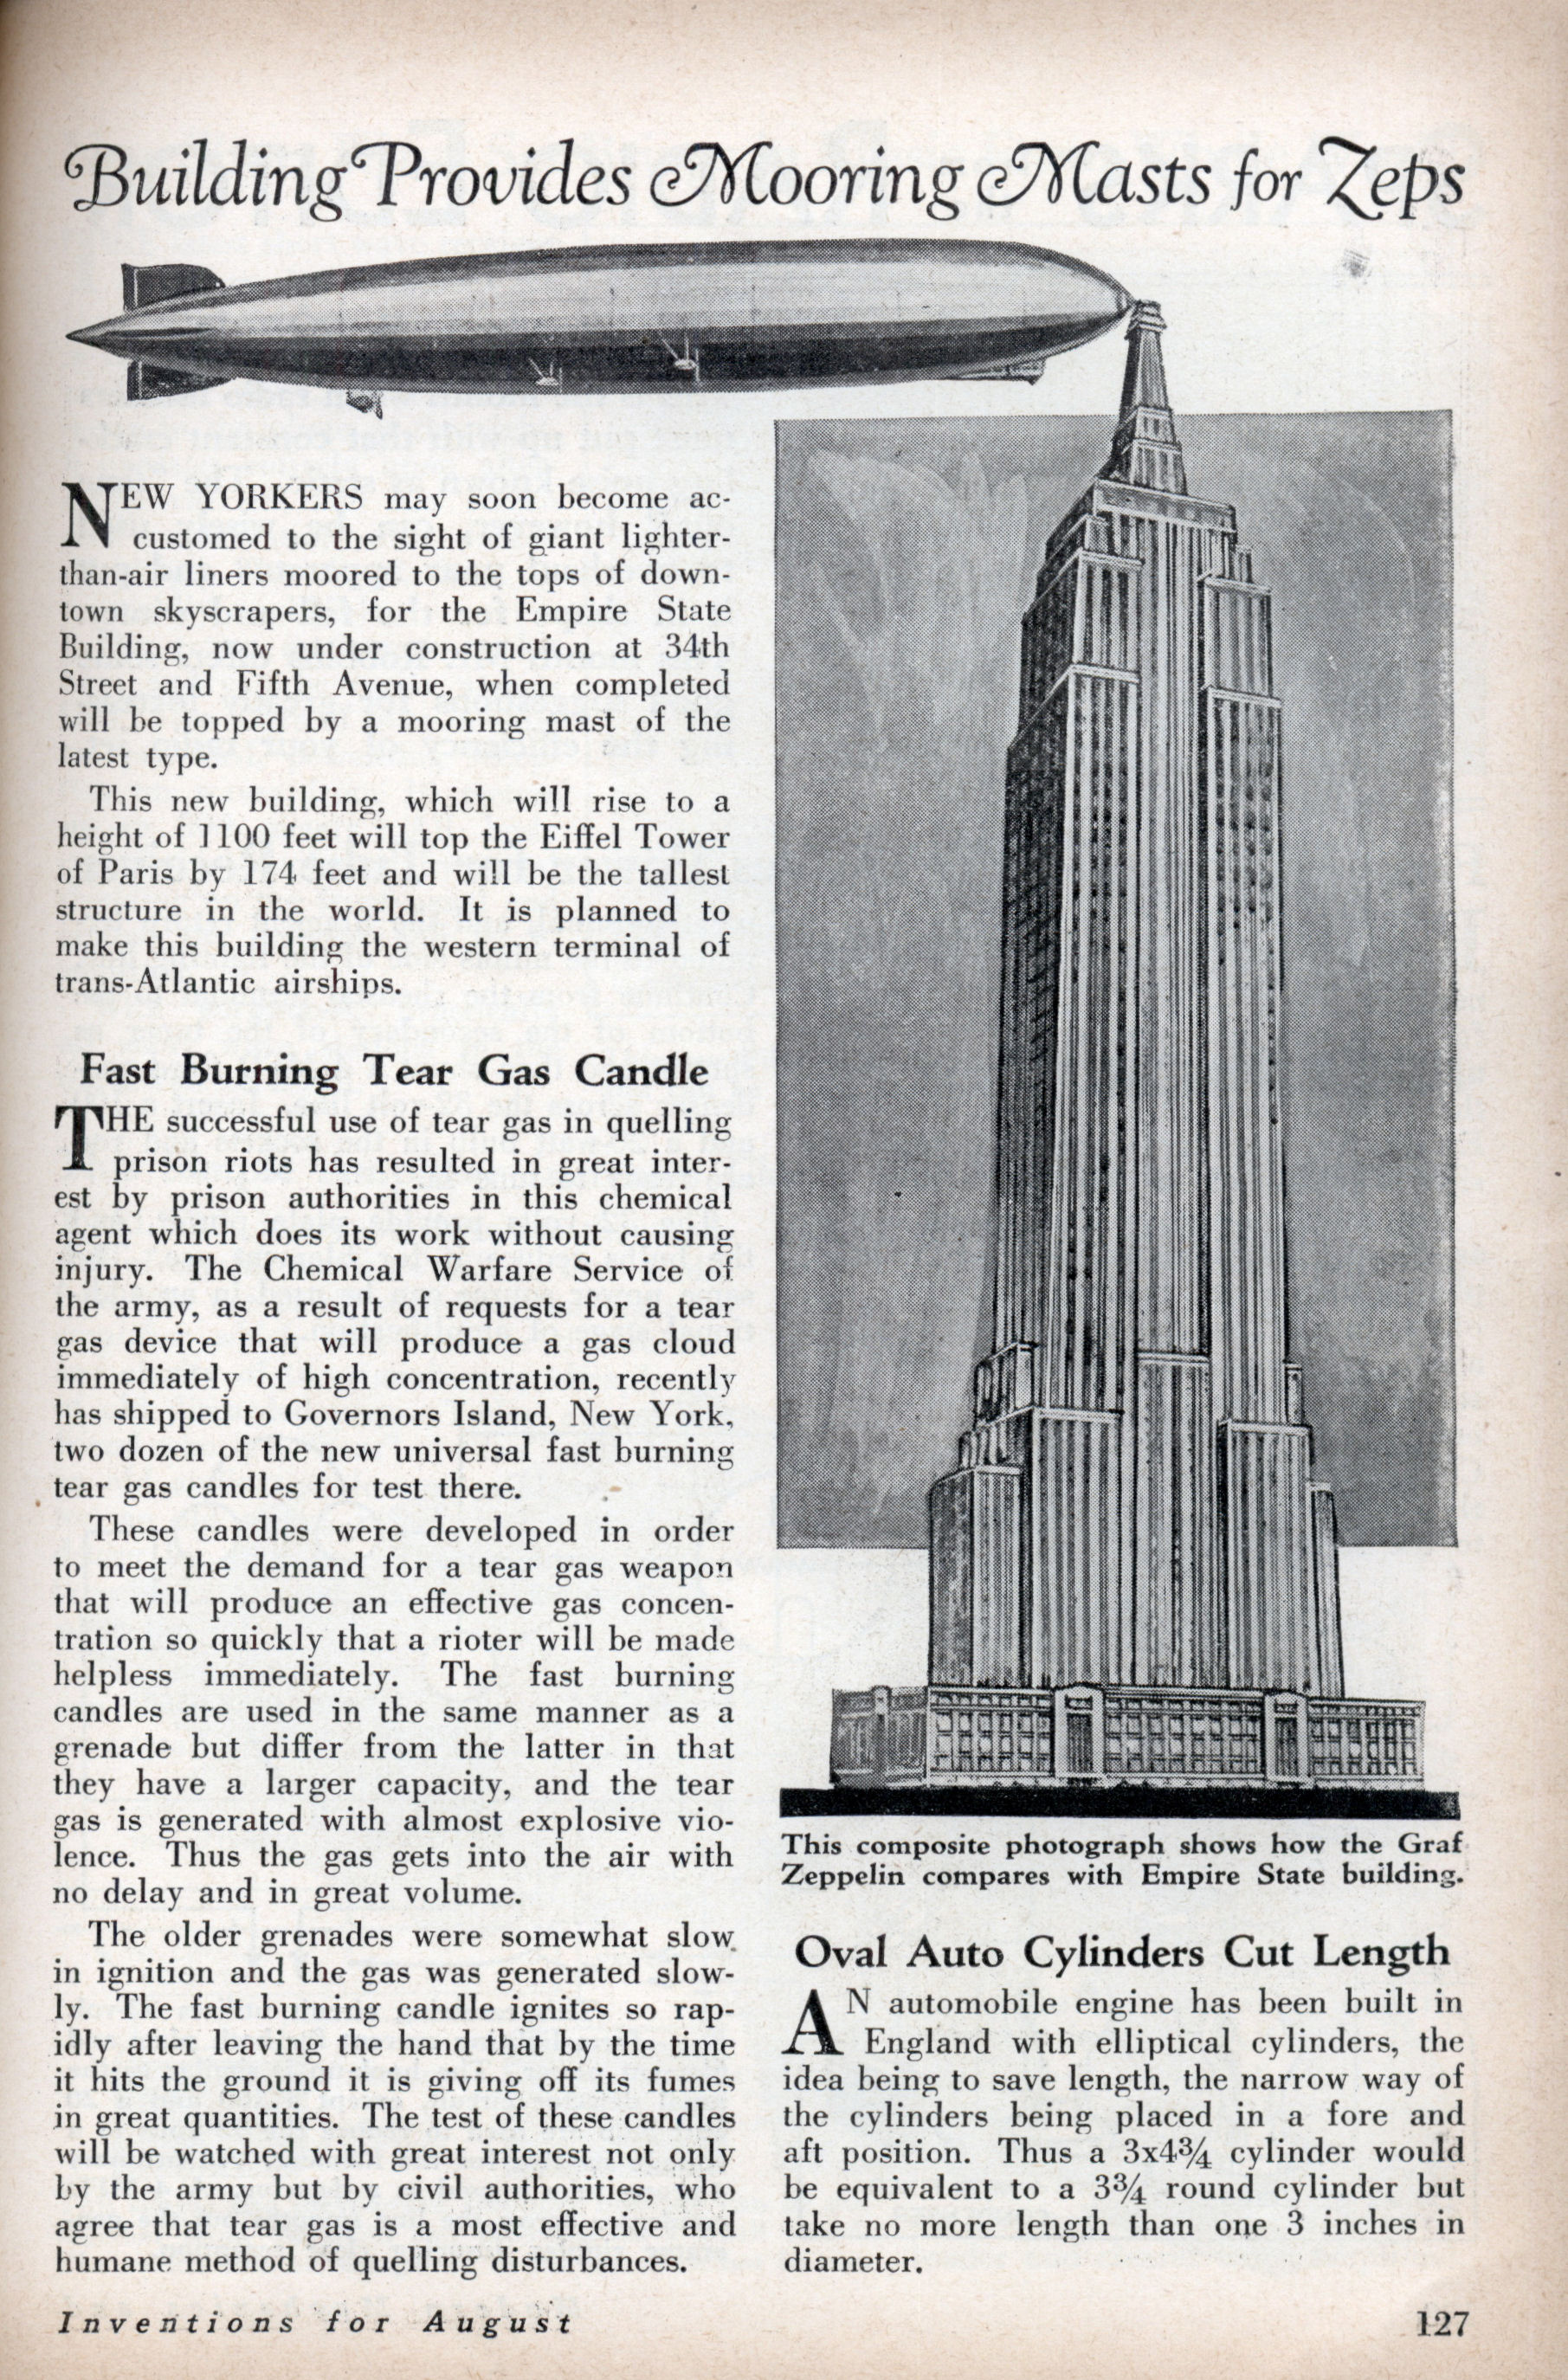 Building Provides Mooring Masts for Zeps
NEW YORKERS may soon become ac-
customed to the sight of giant lighter-
than-air liners moored to the tops of down-
town skyscrapers, for the Empire State
Building, now under construction at 34th
Street and Fifth Avenue, when completed
will be topped by a mooring mast of the
latest type.
This new building, which will rise to a
height of 1100 feet will top the Eiffel Tower
of Paris by 174 feet and will be the tallest
structure in the world. It is planned to
make this building the western terminal of
trans-Atlantic airships.
Fast Burning Tear Gas Candle
THE successful use of tear gas in quelling
prison riots has resulted in great inter-
est by prison authorities in this chemical
agent which does its work without causing
injury. The Chemical Warfare Service of
the army, as a result of requests for a tear
gas device that will produce a gas cloud
immediately of high concentration, recently
has shipped to Governors Island, New York,
two dozen of the new universal fast burning
tear gas candles for test there.
These candles were developed in order
to meet the demand for a tear gas weapon
that will produce an effective gas concen-
tration so quickly that a rioter will be made
helpless immediately. The fast burning
candles are used in the same manner as a
grenade but differ from the latter in that
they have a larger capacity, and the tear
gas is generated with almost explosive vio-
lence. Thus the gas gets into the air with
no delay and in great volume.
The older grenades were somewhat slow
in ignition and the gas was generated slow-
ly. The fast burning candle ignites so rap-
idly after leaving the hand that by the time
it hits the ground it is giving off its fumes
in great quantities. The test of these candles
will be watched with great interest not only
by the army but by civil authorities, who
agree that tear gas is a most effective and
humane method of quelling disturbances.
This composite photograph shows how the Graf
Zeppelin compares with Empire State building.
Oval Auto Cylinders Cut Length
AN automobile engine has been built in
England with elliptical cylinders, the
idea being to save length, the narrow way of
the cylinders being placed in a fore and
aft position. Thus a 3x4¾ cylinder would
be equivalent to a 3¾ round cylinder but
take no more length than one 3 inches in
diameter.
Inventions for August
127